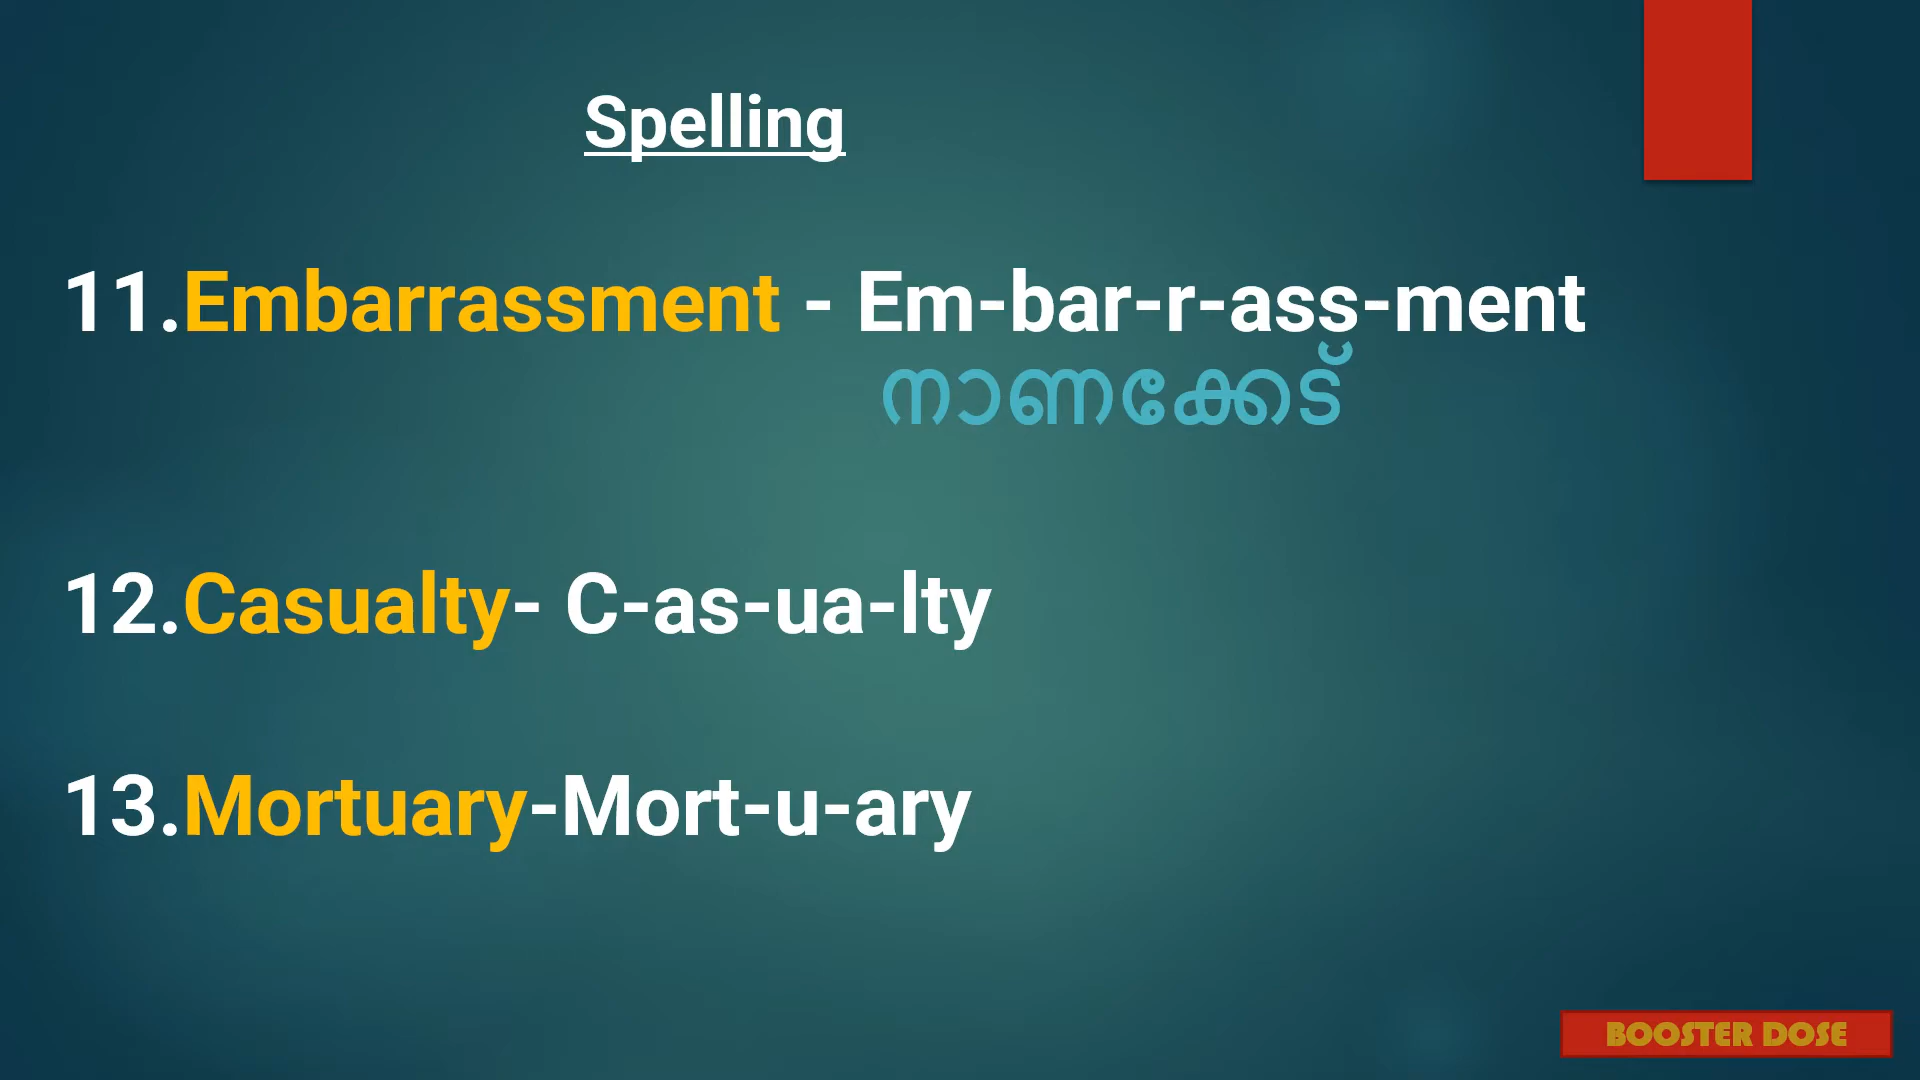 Spelling
11.Embarrassment - Em-bar-r-ass-ment
നാണക്കേട്
12.Casualty- C-as-ua-lty
13.Mortuary-Mort-u-ary
BOOSTER DOSE